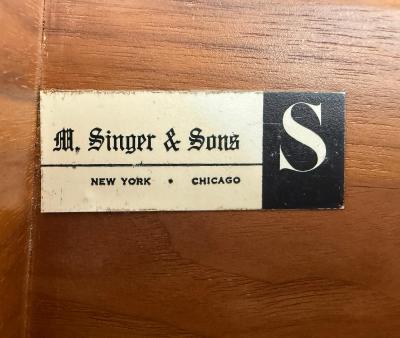 M. Singer & Sons
NEW YORK • CHICAGO
S